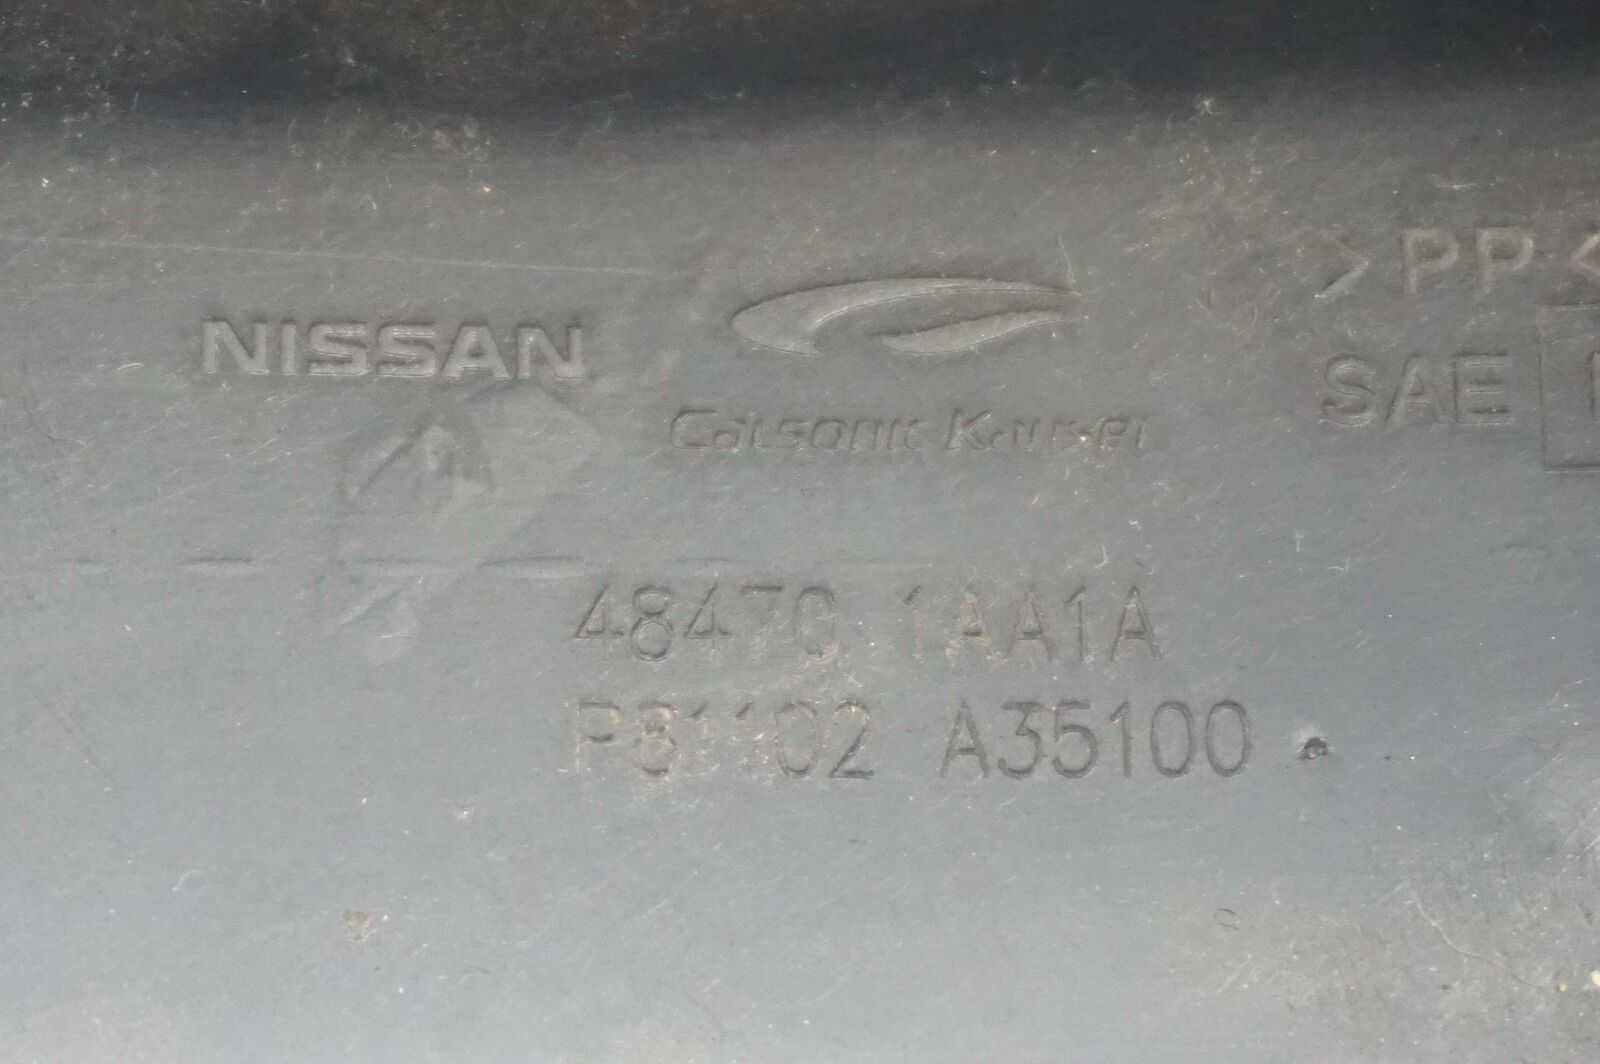 NISSAN
Calsonic Kansei
>PP<
SAE
48470 1AA1A
P81102 A35100